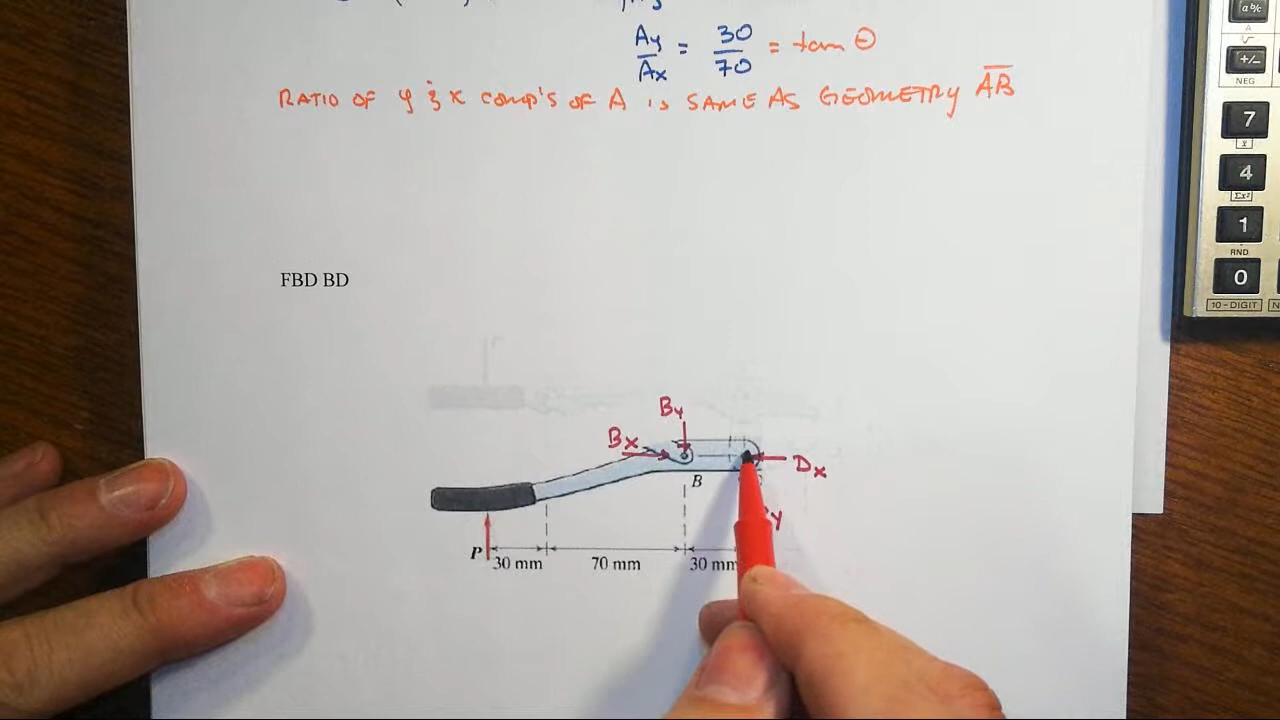 Ay/Ax = 30/70 = tan θ
RATIO OF y & x COMP'S OF A IS SAME AS GEOMETRY AB
FBD BD
By
Bx
Dx
B
y
P 30 mm 70 mm 30 mm
a b/c
A
+/-
NEG
7
x̄
4
Σx²
1
RND
0
10-DIGIT